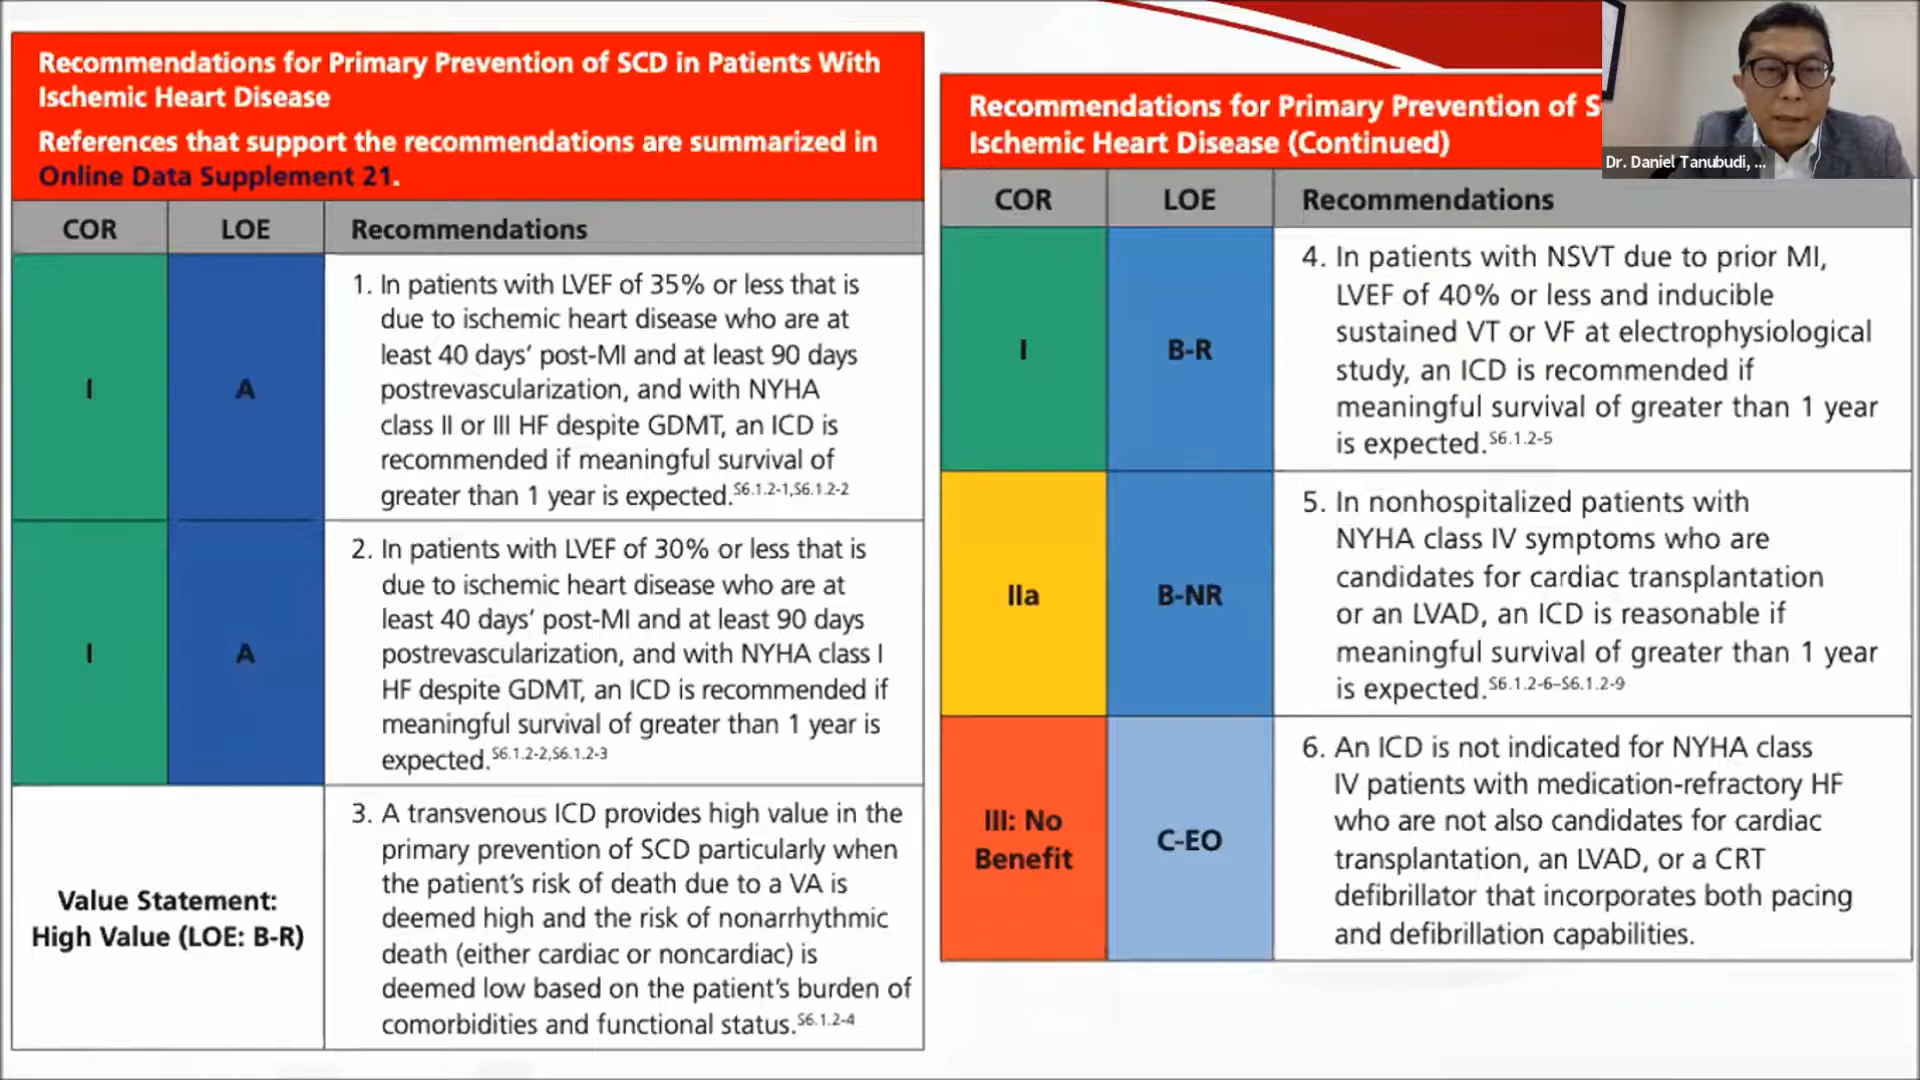 Recommendations for Primary Prevention of SCD in Patients With
Ischemic Heart Disease
References that support the recommendations are summarized in
Online Data Supplement 21.
COR LOE Recommendations
I A
1. In patients with LVEF of 35% or less that is
due to ischemic heart disease who are at
least 40 days’ post-MI and at least 90 days
postrevascularization, and with NYHA
class II or III HF despite GDMT, an ICD is
recommended if meaningful survival of
greater than 1 year is expected.S6.1.2-1,S6.1.2-2
I A
2. In patients with LVEF of 30% or less that is
due to ischemic heart disease who are at
least 40 days’ post-MI and at least 90 days
postrevascularization, and with NYHA class I
HF despite GDMT, an ICD is recommended if
meaningful survival of greater than 1 year is
expected.S6.1.2-2,S6.1.2-3
Value Statement:
High Value (LOE: B-R)
3. A transvenous ICD provides high value in the
primary prevention of SCD particularly when
the patient’s risk of death due to a VA is
deemed high and the risk of nonarrhythmic
death (either cardiac or noncardiac) is
deemed low based on the patient’s burden of
comorbidities and functional status.S6.1.2-4
Recommendations for Primary Prevention of S
Ischemic Heart Disease (Continued)
COR LOE Recommendations
I B-R
4. In patients with NSVT due to prior MI,
LVEF of 40% or less and inducible
sustained VT or VF at electrophysiological
study, an ICD is recommended if
meaningful survival of greater than 1 year
is expected.S6.1.2-5
IIa B-NR
5. In nonhospitalized patients with
NYHA class IV symptoms who are
candidates for cardiac transplantation
or an LVAD, an ICD is reasonable if
meaningful survival of greater than 1 year
is expected.S6.1.2-6–S6.1.2-9
III: No
Benefit
C-EO
6. An ICD is not indicated for NYHA class
IV patients with medication-refractory HF
who are not also candidates for cardiac
transplantation, an LVAD, or a CRT
defibrillator that incorporates both pacing
and defibrillation capabilities.
Dr. Daniel Tanubudi, ...